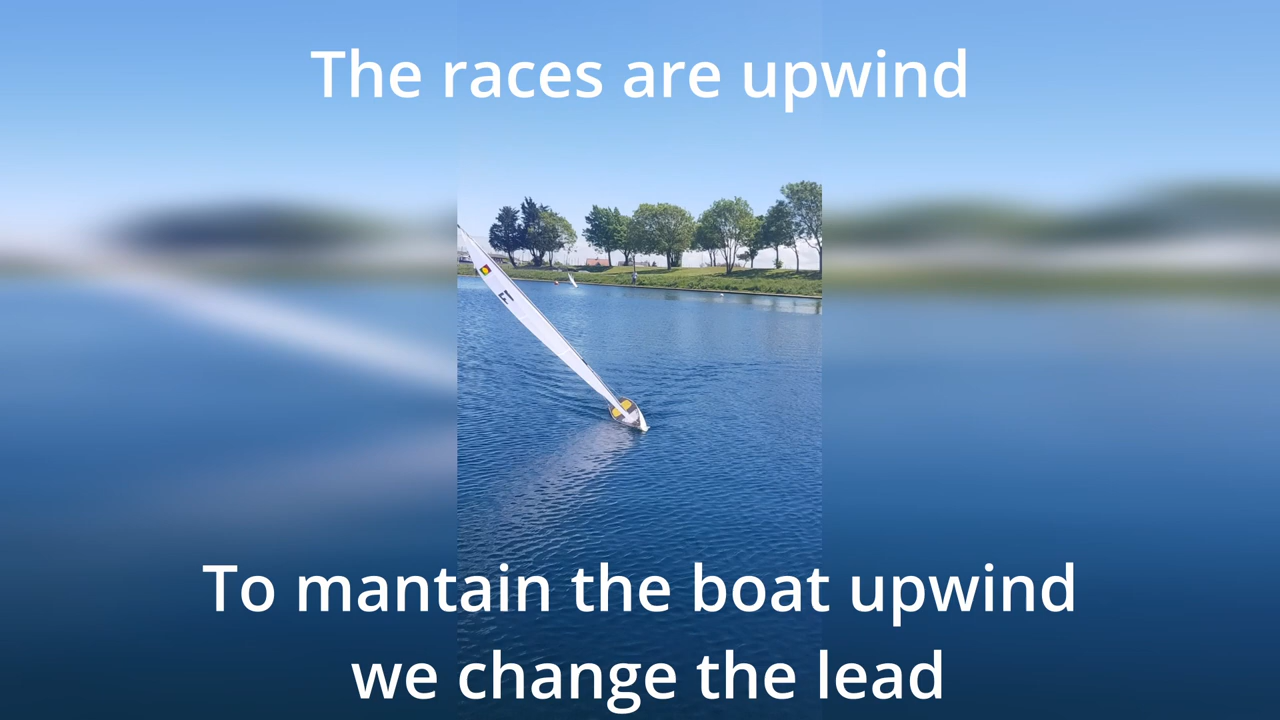 The races are upwind
To mantain the boat upwind
we change the lead